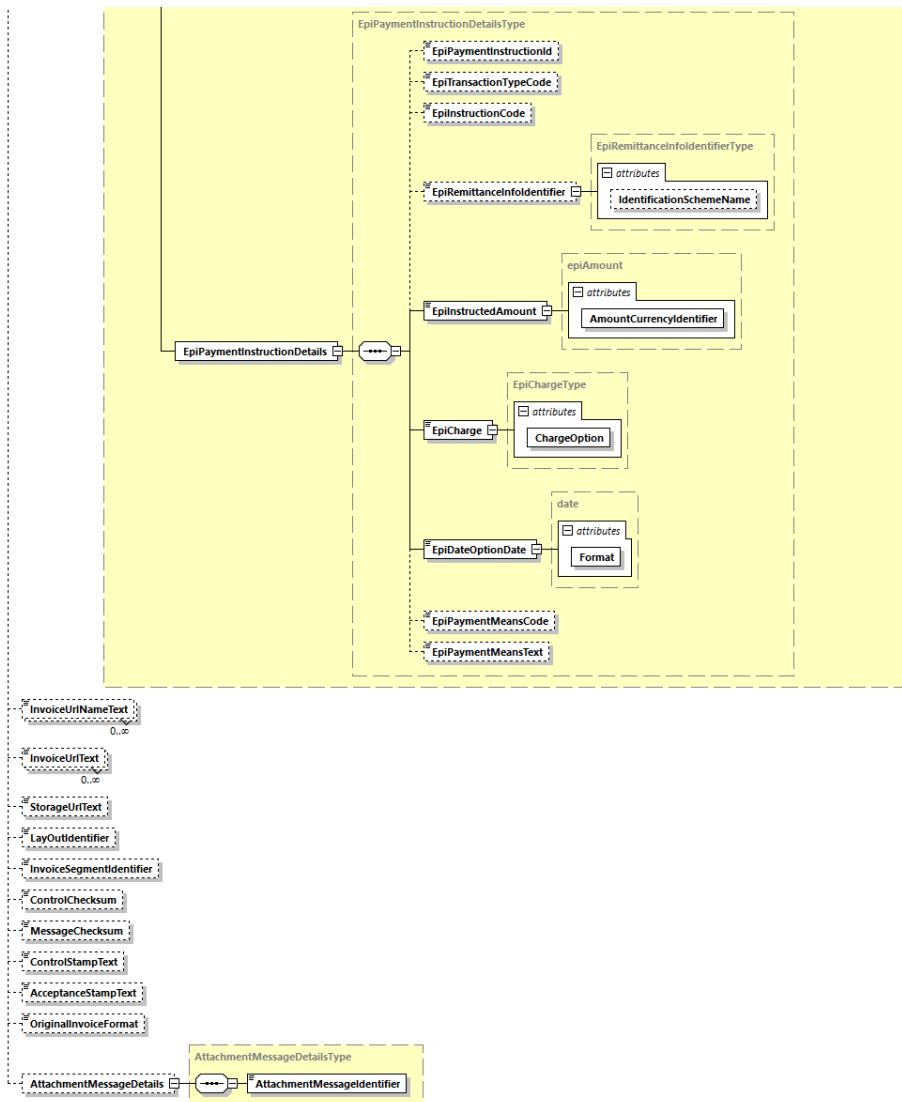 EpiPaymentInstructionDetailsType
EpiPaymentInstructionId
EpiTransactionTypeCode
EpiInstructionCode
EpiRemittanceInfoIdentifierType
attributes
EpiRemittanceInfoIdentifier
IdentificationSchemeName
epiAmount
attributes
EpiInstructedAmount
AmountCurrencyIdentifier
EpiPaymentInstructionDetails
EpiChargeType
attributes
EpiCharge
ChargeOption
date
attributes
EpiDateOptionDate
Format
EpiPaymentMeansCode
EpiPaymentMeansText
InvoiceUrlNameText
0..∞
InvoiceUrlText
0..∞
StorageUrlText
LayOutIdentifier
InvoiceSegmentIdentifier
ControlChecksum
MessageChecksum
ControlStampText
AcceptanceStampText
OriginalInvoiceFormat
AttachmentMessageDetailsType
AttachmentMessageDetails
AttachmentMessageIdentifier